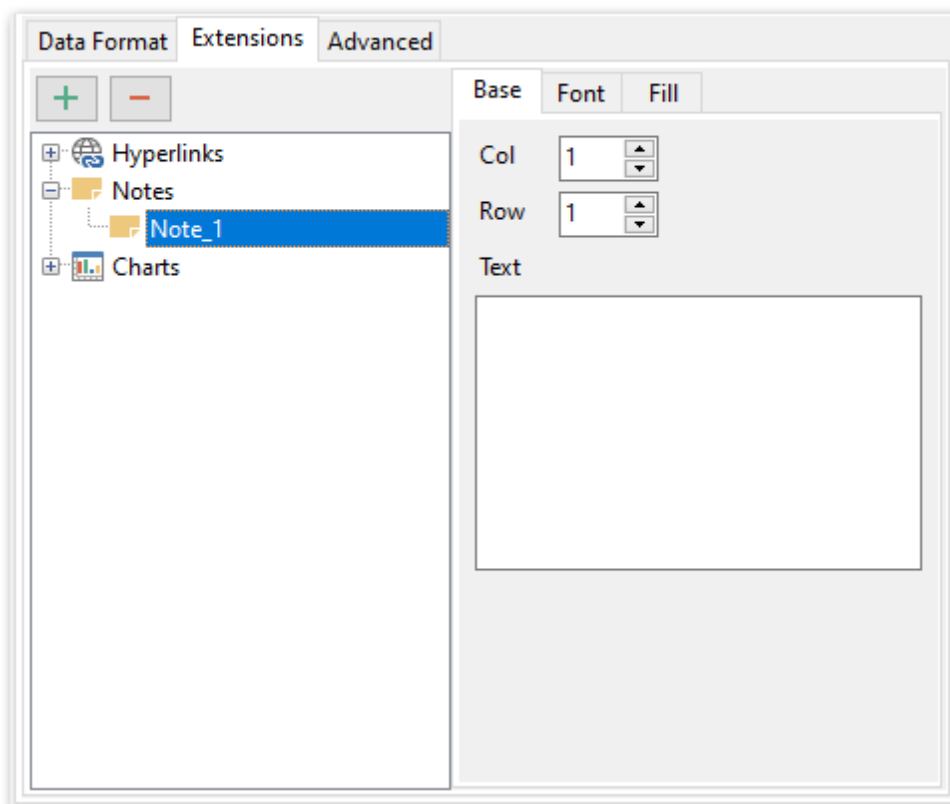 Data Format Extensions Advanced
Base Font Fill
Hyperlinks
Notes
Note_1
Charts
Col 1
Row 1
Text